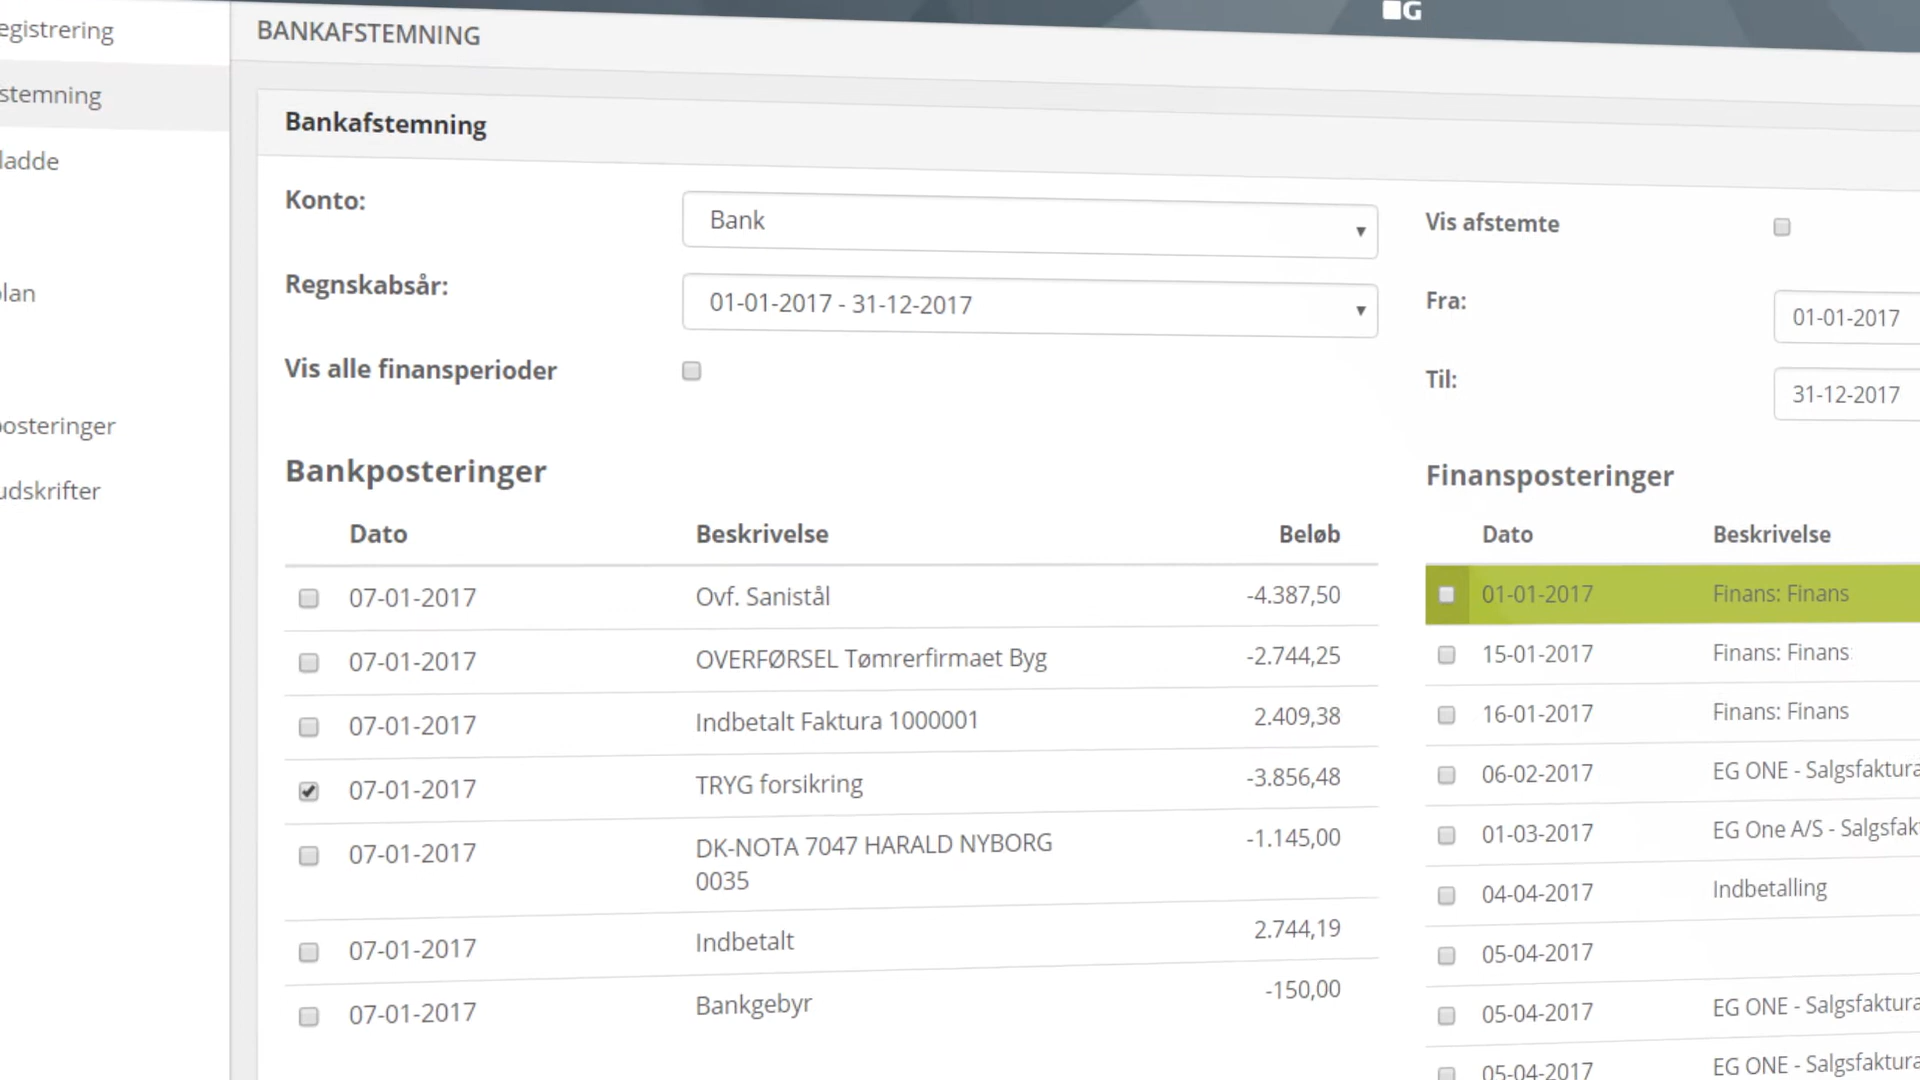 EG
BANKAFSTEMNING
egistrering
stemning
ladde
lan
posteringer
udskrifter
Bankafstemning
Konto:
Bank
Regnskabsår:
01-01-2017 - 31-12-2017
Vis alle finansperioder
Vis afstemte
Fra:
01-01-2017
Til:
31-12-2017
Bankposteringer
Dato Beskrivelse Beløb
07-01-2017 Ovf. Sanistål -4.387,50
07-01-2017 OVERFØRSEL Tømrerfirmaet Byg -2.744,25
07-01-2017 Indbetalt Faktura 1000001 2.409,38
07-01-2017 TRYG forsikring -3.856,48
07-01-2017 DK-NOTA 7047 HARALD NYBORG -1.145,00
0035
07-01-2017 Indbetalt 2.744,19
07-01-2017 Bankgebyr -150,00
Finansposteringer
Dato Beskrivelse
01-01-2017 Finans: Finans
15-01-2017 Finans: Finans
16-01-2017 Finans: Finans
06-02-2017 EG ONE - Salgsfaktura
01-03-2017 EG One A/S - Salgsfak
04-04-2017 Indbetalling
05-04-2017
05-04-2017 EG ONE - Salgsfaktura
05-04-2017 EG ONE - Salgsfaktura